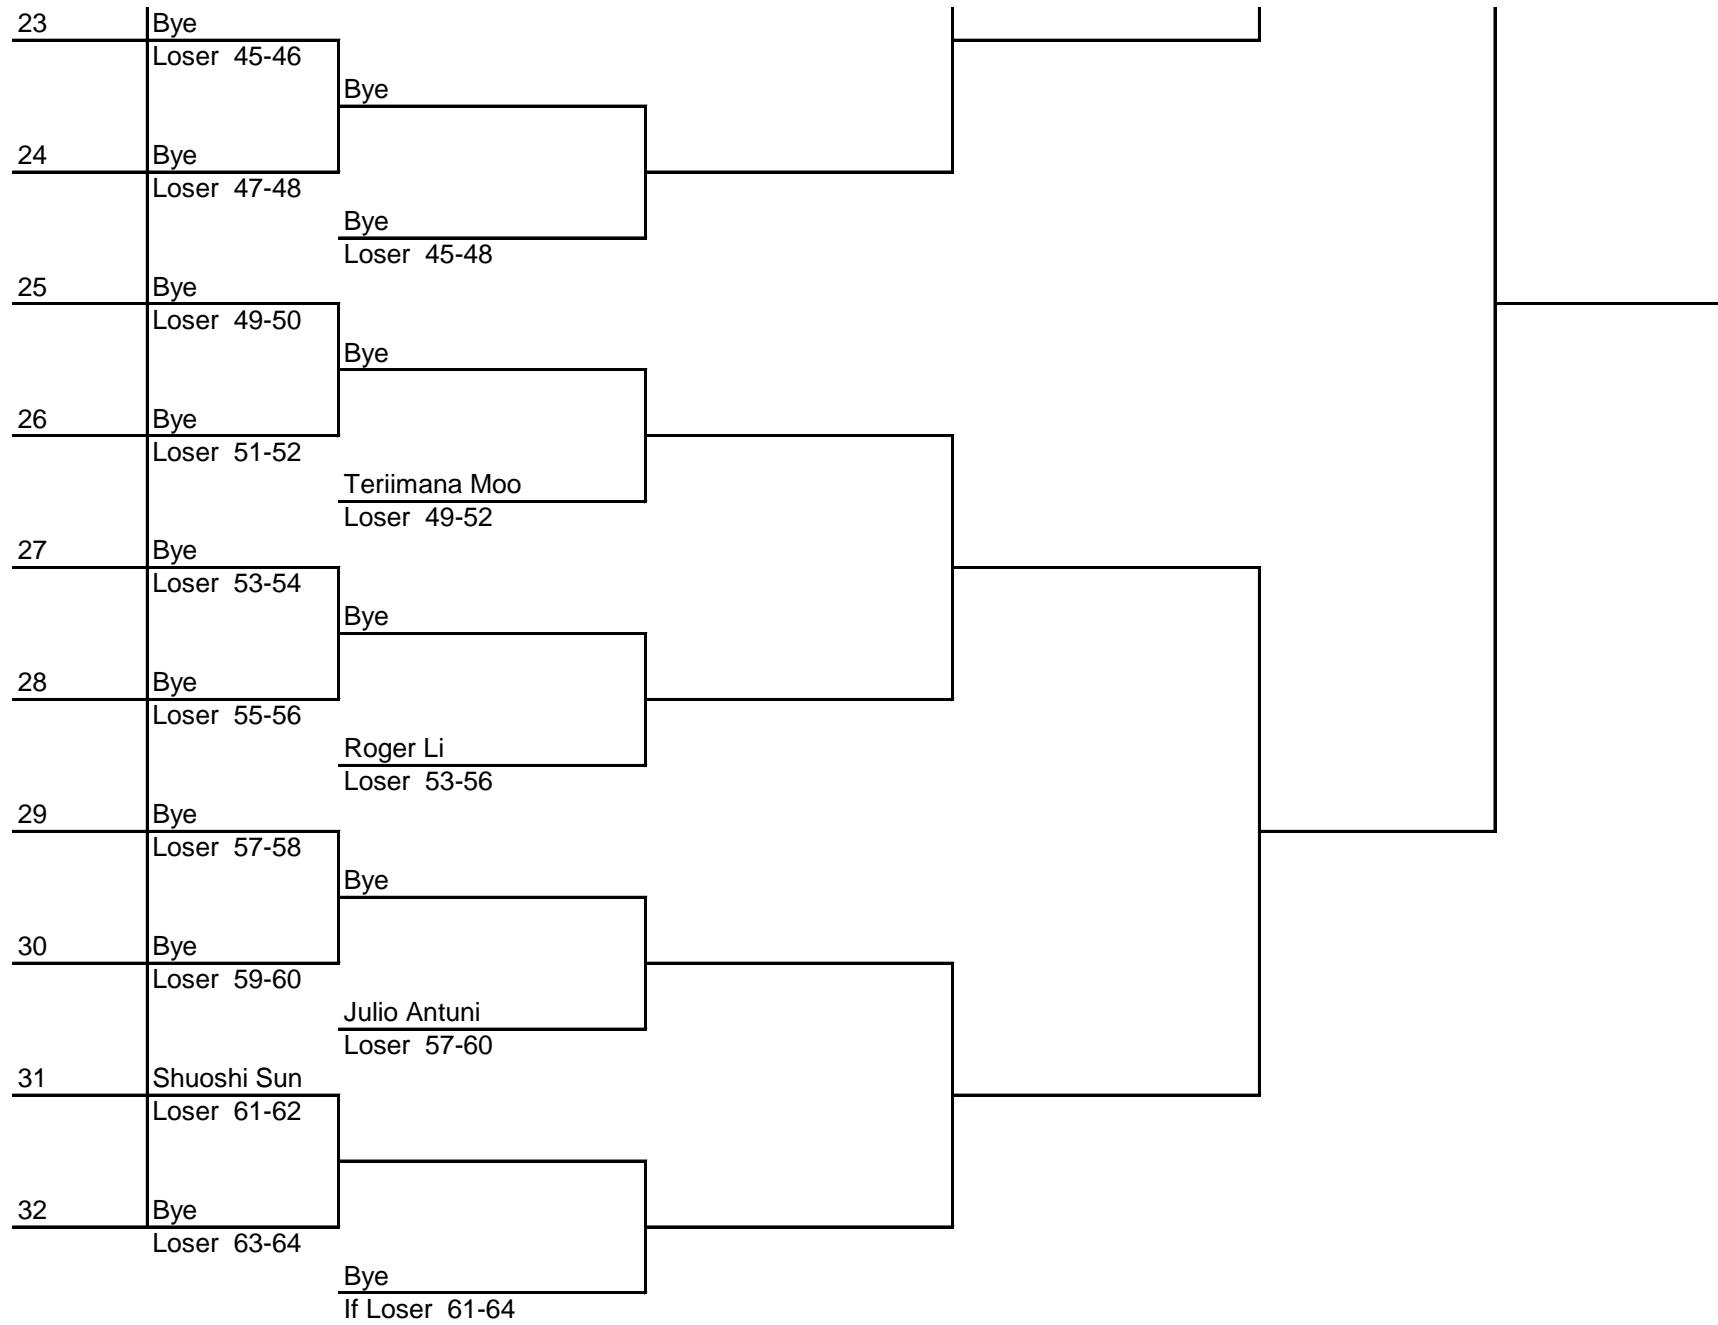 23 Bye
Loser 45-46
Bye
24 Bye
Loser 47-48
Bye
Loser 45-48
25 Bye
Loser 49-50
Bye
26 Bye
Loser 51-52
Teriimana Moo
Loser 49-52
27 Bye
Loser 53-54
Bye
28 Bye
Loser 55-56
Roger Li
Loser 53-56
29 Bye
Loser 57-58
Bye
30 Bye
Loser 59-60
Julio Antuni
Loser 57-60
31 Shuoshi Sun
Loser 61-62
32 Bye
Loser 63-64
Bye
If Loser 61-64